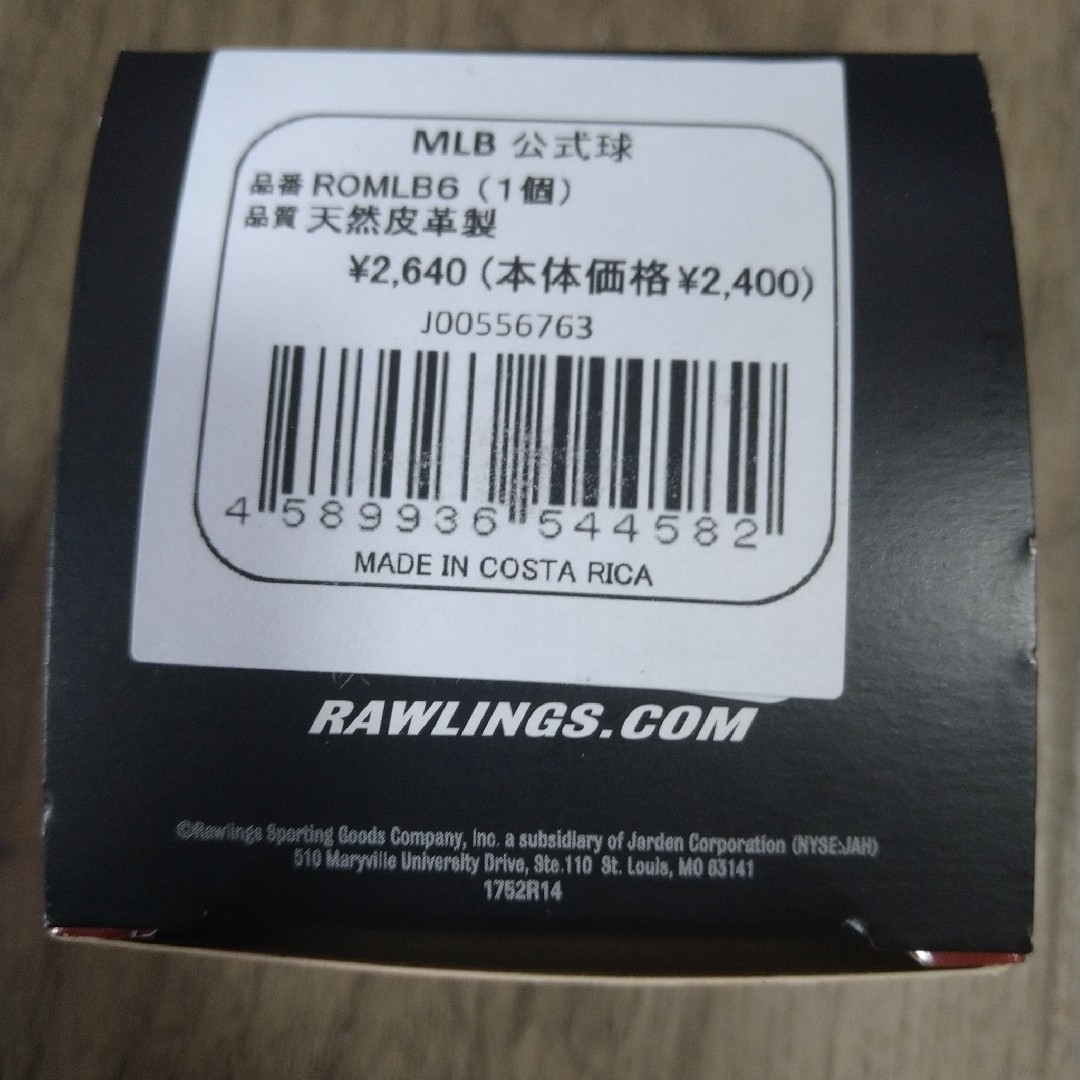 MLB 公式球
品番 ROMLB6（1個）
品質 天然皮革製
¥2,640（本体価格¥2,400）
J00556763
4 589936 544582
MADE IN COSTA RICA
RAWLINGS.COM
©Rawlings Sporting Goods Company, Inc. a subsidiary of Jarden Corporation (NYSE:JAH)
510 Maryville University Drive, Ste.110 St. Louis, MO 63141
1752R14